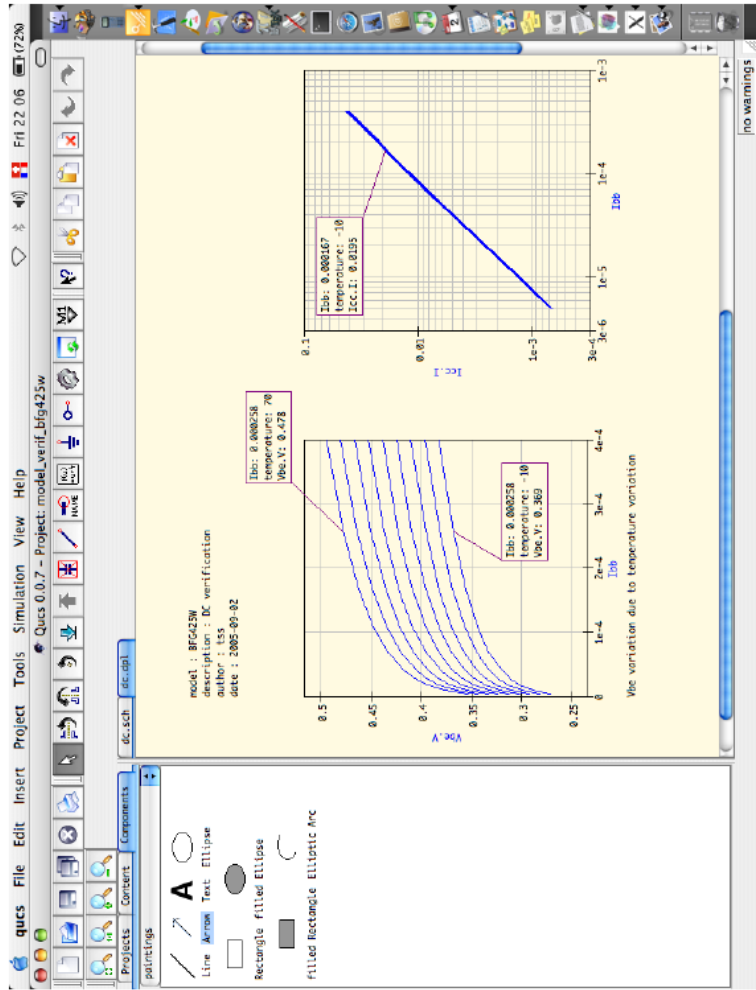 qucs File Edit Insert Project Tools Simulation View Help
(72%) Fri 22 06
Qucs 0.0.7 - Project: model_verif_bfg425w
NAME
M1
Projects Content Components
dc.sch dc.dpl
paintings
Line Arrow Text Ellipse
Rectangle filled Ellipse
filled Rectangle Elliptic Arc
model : BFG425W
description : DC verification
author : tss
date : 2005-09-02
Ibb: 0.000258
temperature: 70
Vbe.V: 0.478
Ibb: 0.000258
temperature: -10
Vbe.V: 0.369
Vbe.V
0.5
0.45
0.4
0.35
0.3
0.25
0 1e-4 2e-4 3e-4 4e-4
Ibb
Vbe variation due to temperature variation
Ibb: 0.000167
temperature: -10
Icc.I: 0.0195
Icc.I
0.1
0.01
1e-3
3e-4
3e-6 1e-5 1e-4 1e-3
Ibb
no warnings